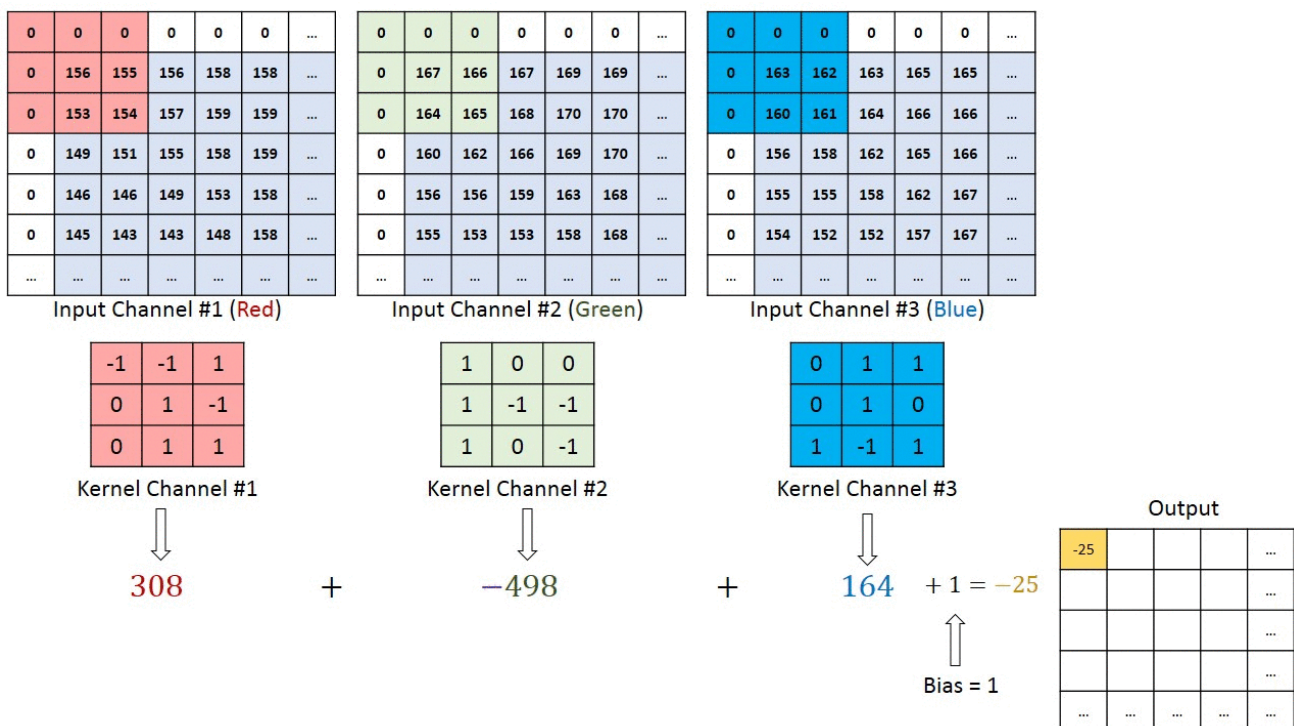 0 0 0 0 0 0 ...
0 156 155 156 158 158 ...
0 153 154 157 159 159 ...
0 149 151 155 158 159 ...
0 146 146 149 153 158 ...
0 145 143 143 148 158 ...
... ... ... ... ... ... ...
Input Channel #1 (Red)
0 0 0 0 0 0 ...
0 167 166 167 169 169 ...
0 164 165 168 170 170 ...
0 160 162 166 169 170 ...
0 156 156 159 163 168 ...
0 155 153 153 158 168 ...
... ... ... ... ... ... ...
Input Channel #2 (Green)
0 0 0 0 0 0 ...
0 163 162 163 165 165 ...
0 160 161 164 166 166 ...
0 156 158 162 165 166 ...
0 155 155 158 162 167 ...
0 154 152 152 157 167 ...
... ... ... ... ... ... ...
Input Channel #3 (Blue)
-1 -1 1
0 1 -1
0 1 1
Kernel Channel #1
1 0 0
1 -1 -1
1 0 -1
Kernel Channel #2
0 1 1
0 1 0
1 -1 1
Kernel Channel #3
308 + −498 + 164 + 1 = −25
Bias = 1
Output
-25 ...
...
...
...
... ... ... ... ...